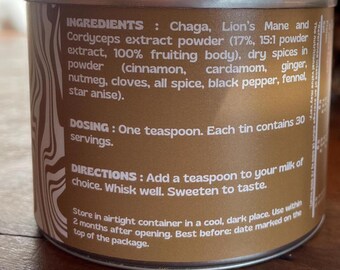 INGREDIENTS : Chaga, Lion's Mane and
Cordyceps extract powder (17%, 15:1 powder
extract, 100% fruiting body), dry spices in
powder (cinnamon, cardamom, ginger,
nutmeg, cloves, all spice, black pepper, fennel,
star anise).
DOSING : One teaspoon. Each tin contains 30
servings.
DIRECTIONS : Add a teaspoon to your milk of
choice. Whisk well. Sweeten to taste.
Store in airtight container in a cool, dark place. Use within
2 months after opening. Best before: date marked on the
top of the package.